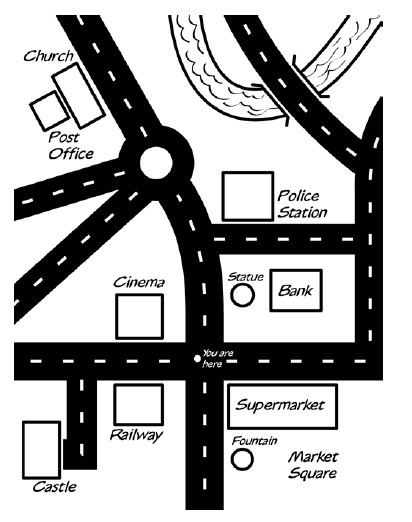 Church
Post
Office
Police
Station
Cinema
Statue
Bank
You are
here
Railway
Supermarket
Fountain
Market
Square
Castle